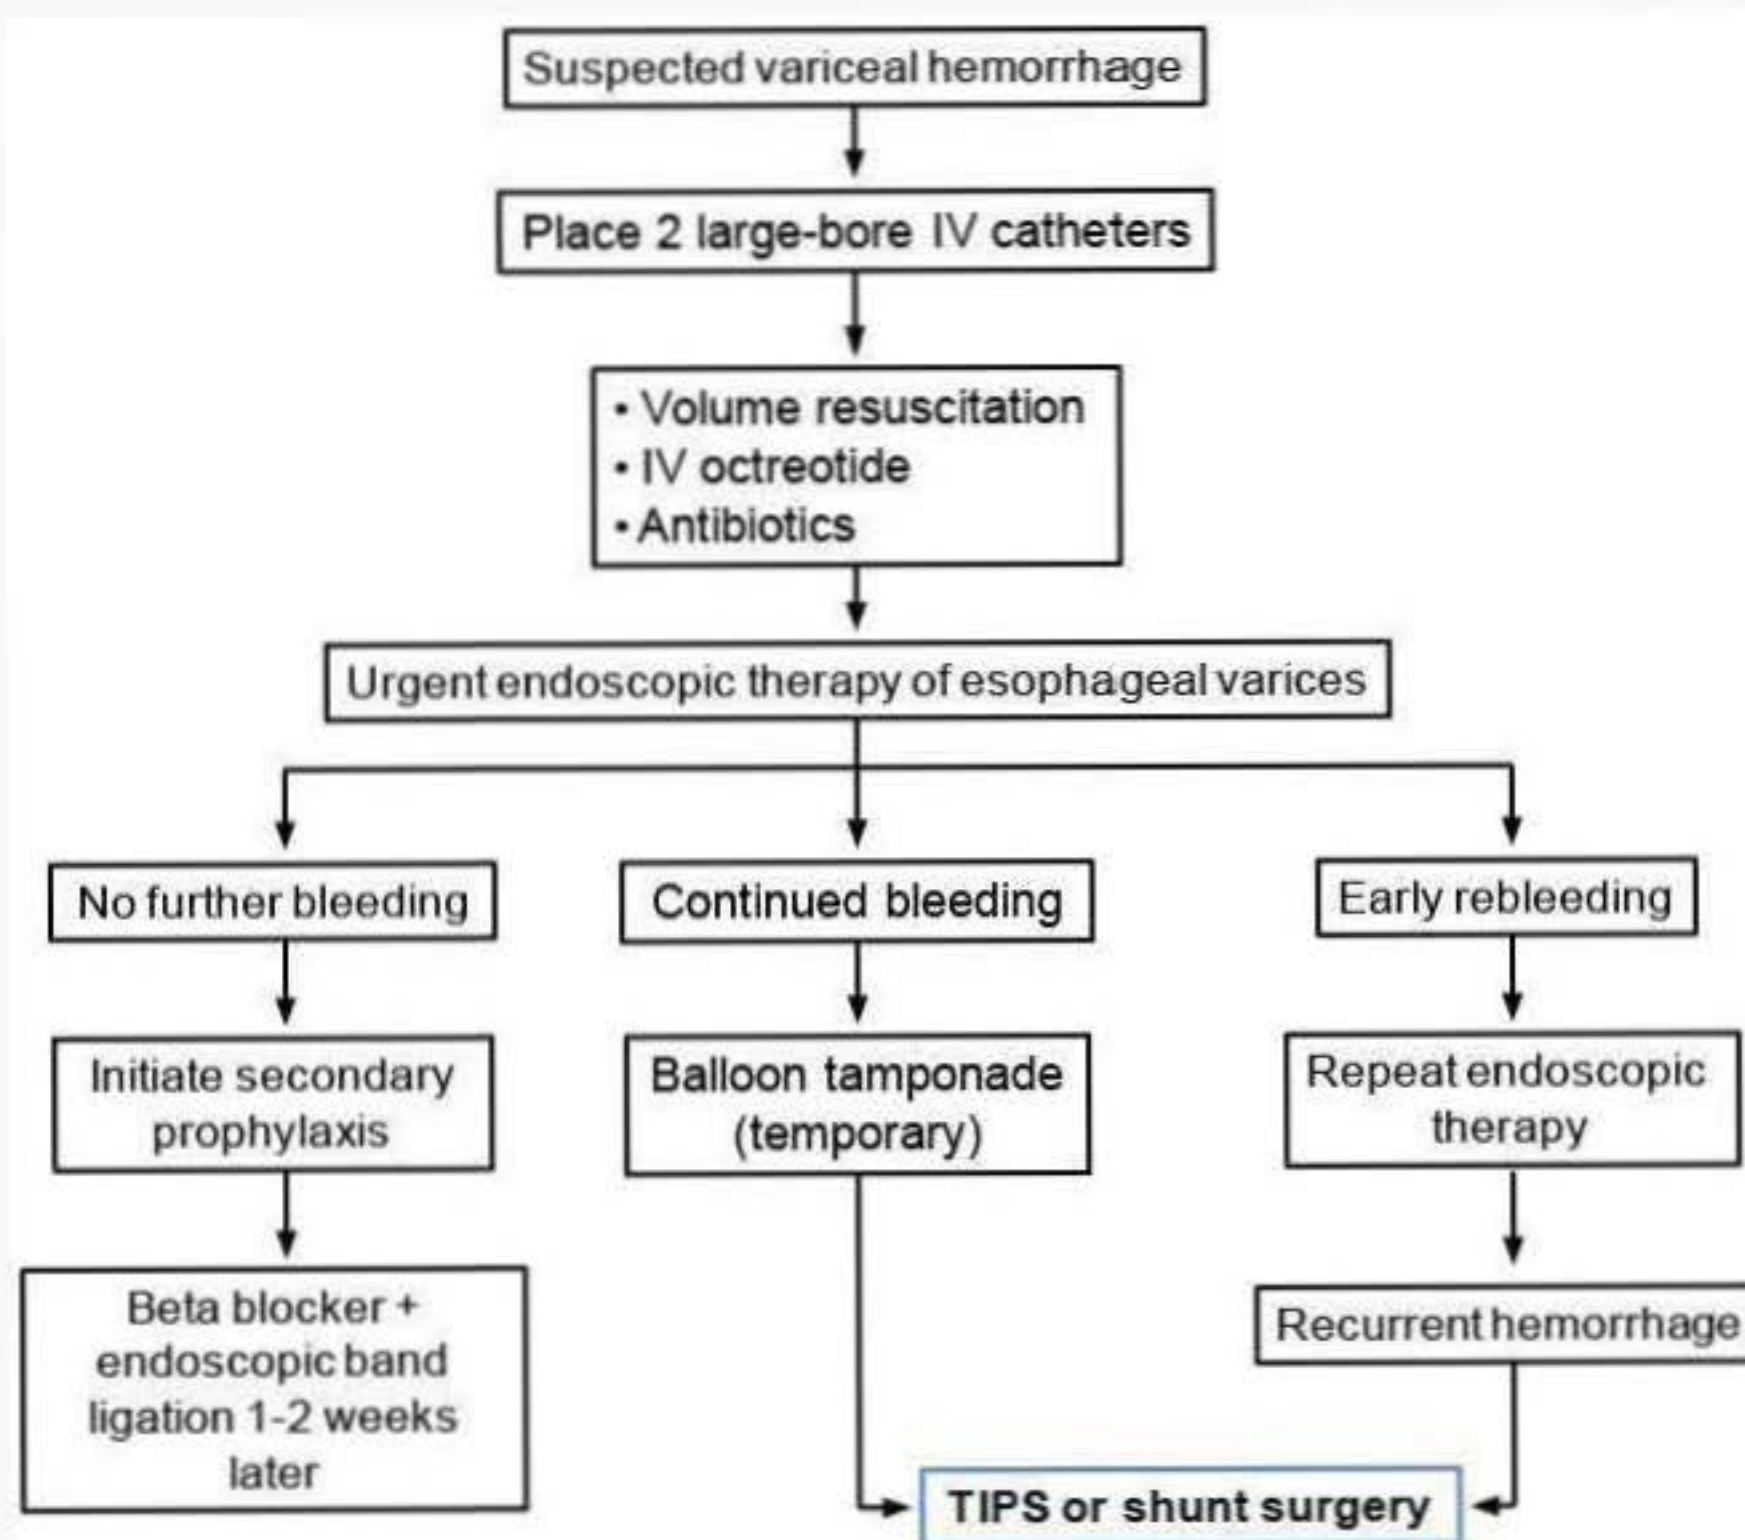 Suspected variceal hemorrhage
Place 2 large-bore IV catheters
• Volume resuscitation
• IV octreotide
• Antibiotics
Urgent endoscopic therapy of esophageal varices
No further bleeding
Continued bleeding
Early rebleeding
Initiate secondary
prophylaxis
Balloon tamponade
(temporary)
Repeat endoscopic
therapy
Beta blocker +
endoscopic band
ligation 1-2 weeks
later
Recurrent hemorrhage
TIPS or shunt surgery